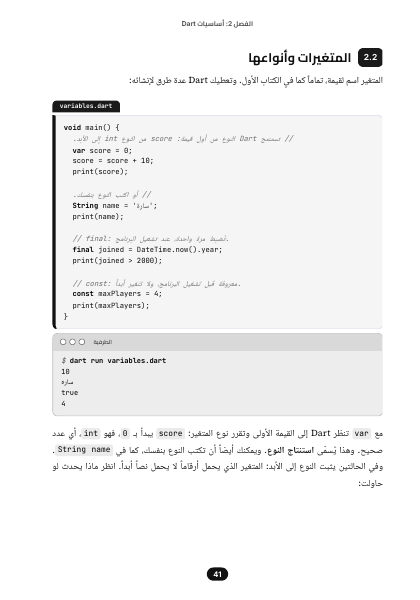 الفصل 2: أساسيات Dart
2.2 المتغيرات وأنواعها
المتغير اسم لقيمة، تماماً كما في الكتاب الأول. وتعطيك Dart عدة طرق لإنشائه:
variables.dart
void main() {
// تستنتج Dart النوع من أول قيمة: score من النوع int إلى الأبد.
var score = 0;
score = score + 10;
print(score);
// أو اكتب النوع بنفسك.
String name = 'سارة';
print(name);
// final: تُضبط مرة واحدة، عند تشغيل البرنامج.
final joined = DateTime.now().year;
print(joined > 2000);
// const: معروفة قبل تشغيل البرنامج، ولا تتغير أبداً.
const maxPlayers = 4;
print(maxPlayers);
}
الطرفية
$ dart run variables.dart
10
سارة
true
4
مع var تنظر Dart إلى القيمة الأولى وتقرر نوع المتغير: score يبدأ بـ 0، فهو int، أي عدد
صحيح. وهذا يُسمّى استنتاج النوع. ويمكنك أيضاً أن تكتب النوع بنفسك، كما في String name.
وفي الحالتين يثبت النوع إلى الأبد: المتغير الذي يحمل أرقاماً لا يحمل نصاً أبداً. انظر ماذا يحدث لو
حاولت:
41